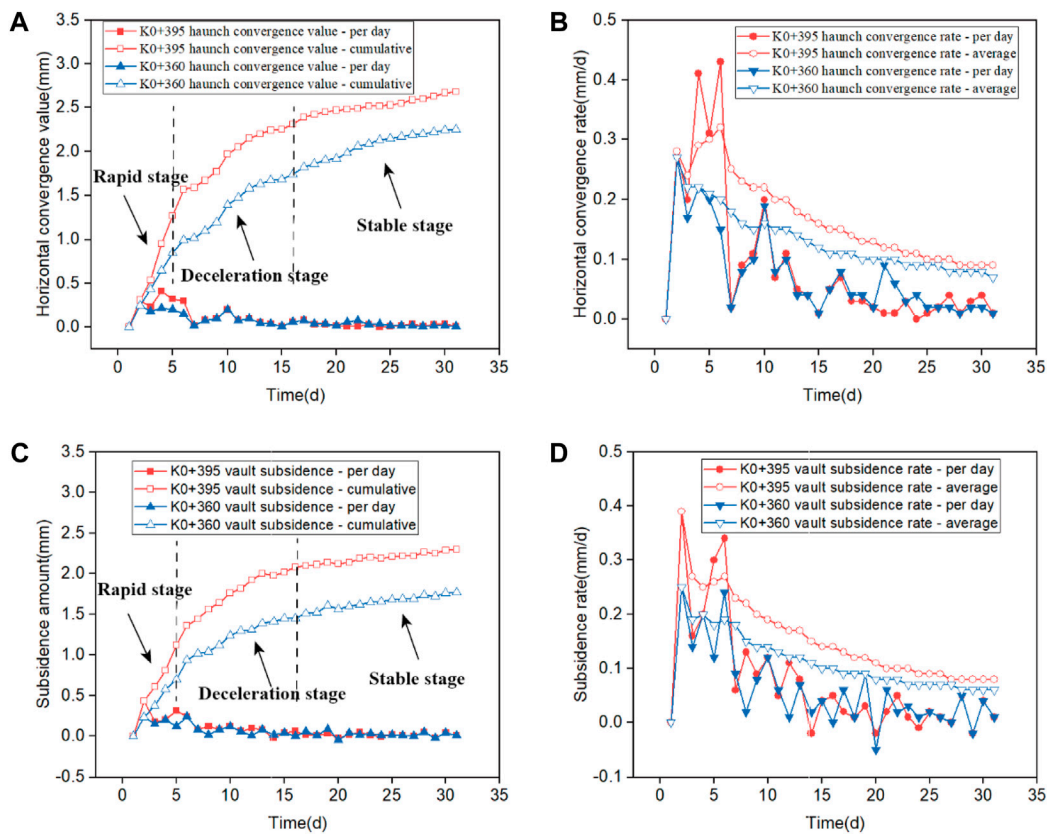 A
K0+395 haunch convergence value - per day
K0+395 haunch convergence value - cumulative
K0+360 haunch convergence value - per day
K0+360 haunch convergence value - cumulative
Horizontal convergence value(mm)
3.5
3.0
2.5
2.0
1.5
1.0
0.5
0.0
Rapid stage
Deceleration stage
Stable stage
0 5 10 15 20 25 30 35
Time(d)
B
K0+395 haunch convergence rate - per day
K0+395 haunch convergence rate - average
K0+360 haunch convergence rate - per day
K0+360 haunch convergence rate - average
Horizontal convergence rate(mm/d)
0.5
0.4
0.3
0.2
0.1
0.0
0 5 10 15 20 25 30 35
Time(d)
C
K0+395 vault subsidence - per day
K0+395 vault subsidence - cumulative
K0+360 vault subsidence - per day
K0+360 vault subsidence - cumulative
Subsidence amount(mm)
3.5
3.0
2.5
2.0
1.5
1.0
0.5
0.0
-0.5
Rapid stage
Deceleration stage
Stable stage
0 5 10 15 20 25 30 35
Time(d)
D
K0+395 vault subsidence rate - per day
K0+395 vault subsidence rate - average
K0+360 vault subsidence rate - per day
K0+360 vault subsidence rate - average
Subsidence rate(mm/d)
0.5
0.4
0.3
0.2
0.1
0.0
-0.1
0 5 10 15 20 25 30 35
Time(d)